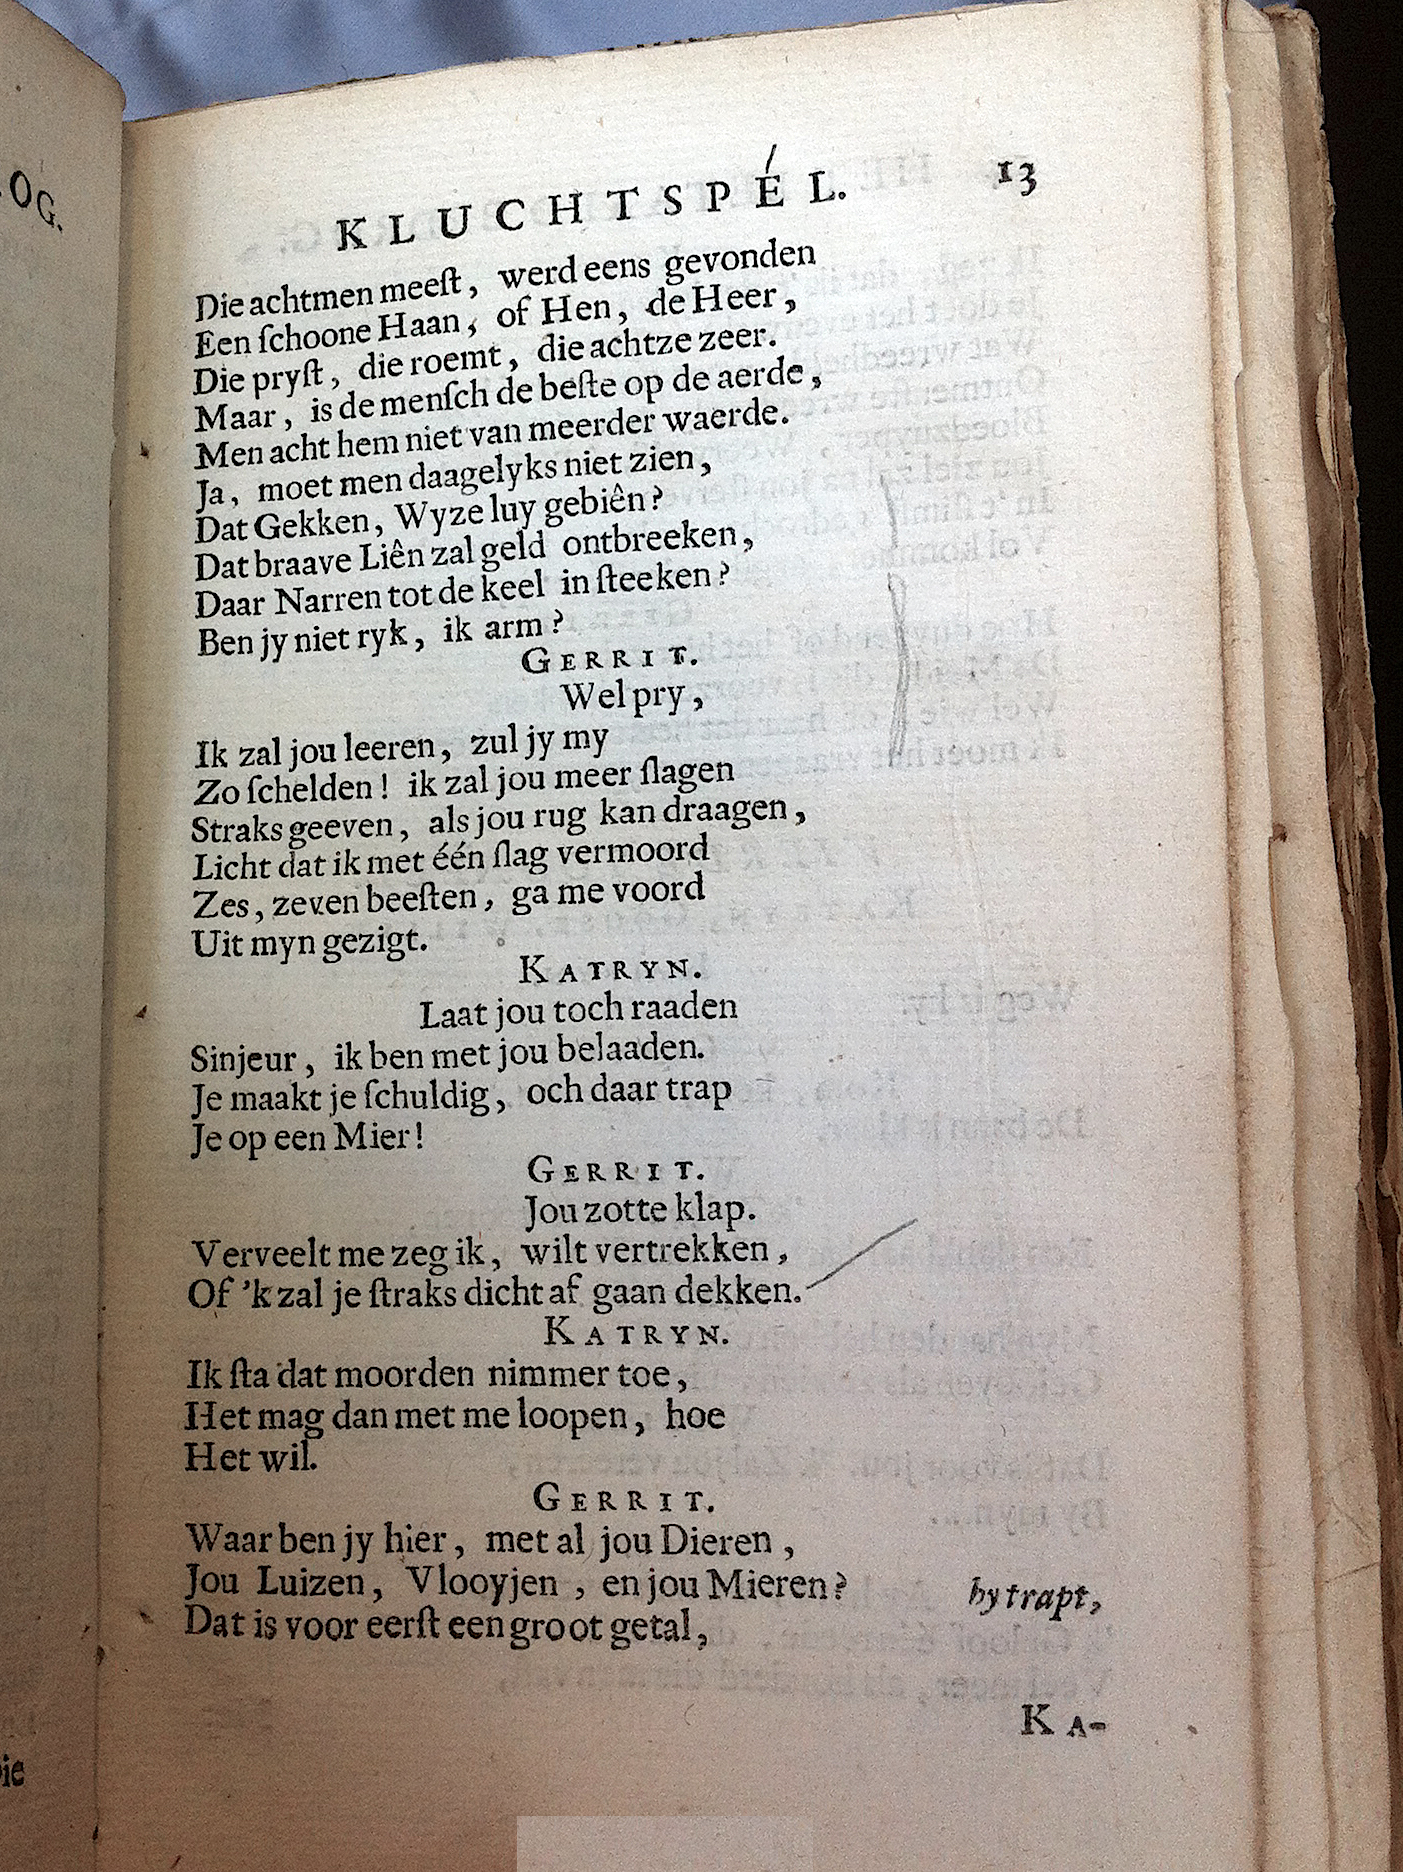 OG.
KLUCHTSPÉL. 13
Die achtmen meeſt, werd eens gevonden
Een ſchoone Haan, of Hen, de Heer,
Die pryſt, die roemt, die achtze zeer.
Maar, is de menſch de beſte op de aerde,
Men acht hem niet van meerder waerde.
Ja, moet men daagelyks niet zien,
Dat Gekken, Wyze luy gebiên?
Dat braave Liên zal geld ontbreeken,
Daar Narren tot de keel in ſteeken?
Ben jy niet ryk, ik arm?
GERRIT.
Wel pry,
Ik zal jou leeren, zul jy my
Zo ſchelden! ik zal jou meer ſlagen
Straks geeven, als jou rug kan draagen,
Licht dat ik met één ſlag vermoord
Zes, zeven beeſten, ga me voord
Uit myn gezigt.
KATRYN.
Laat jou toch raaden
Sinjeur, ik ben met jou belaaden.
Je maakt je ſchuldig, och daar trap
Je op een Mier!
GERRIT.
Jou zotte klap.
Verveelt me zeg ik, wilt vertrekken,
Of 'k zal je ſtraks dicht af gaan dekken.
KATRYN.
Ik ſta dat moorden nimmer toe,
Het mag dan met me loopen, hoe
Het wil.
GERRIT.
Waar ben jy hier, met al jou Dieren,
Jou Luizen, Vlooyjen, en jou Mieren? hy trapt,
Dat is voor eerſt een groot getal,
KA-
Die